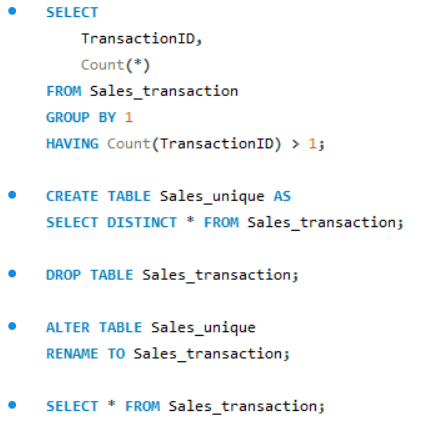 SELECT
TransactionID,
Count(*)
FROM Sales_transaction
GROUP BY 1
HAVING Count(TransactionID) > 1;
CREATE TABLE Sales_unique AS
SELECT DISTINCT * FROM Sales_transaction;
DROP TABLE Sales_transaction;
ALTER TABLE Sales_unique
RENAME TO Sales_transaction;
SELECT * FROM Sales_transaction;